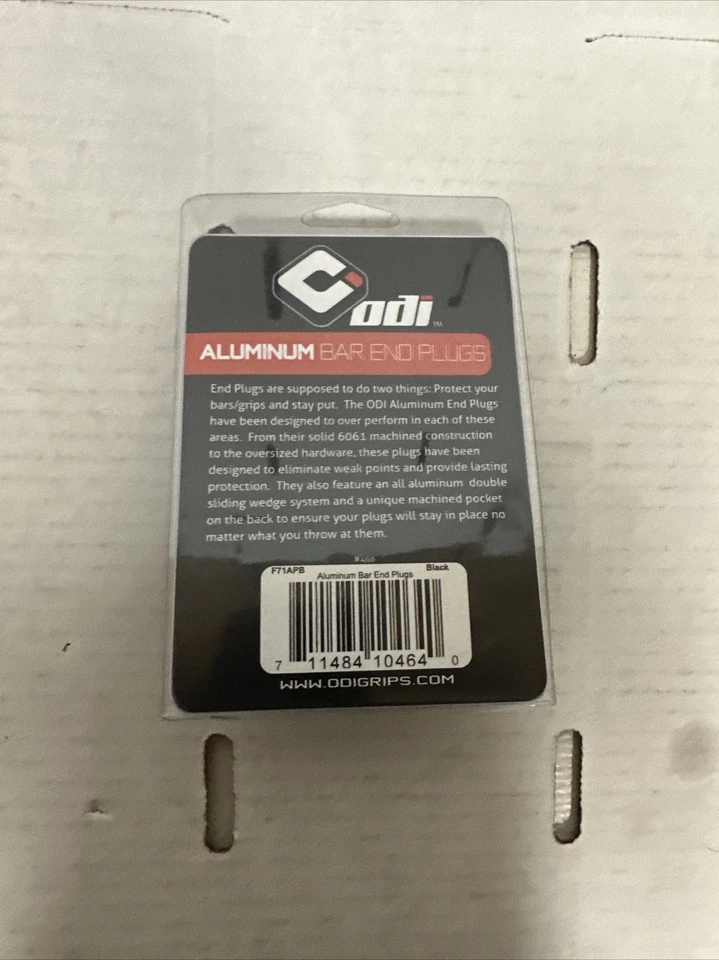 odi™
ALUMINUM BAR END PLUGS
End Plugs are supposed to do two things: Protect your
bars/grips and stay put. The ODI Aluminum End Plugs
have been designed to over perform in each of these
areas. From their solid 6061 machined construction
to the oversized hardware, these plugs have been
designed to eliminate weak points and provide lasting
protection. They also feature an all aluminum double
sliding wedge system and a unique machined pocket
on the back to ensure your plugs will stay in place no
matter what you throw at them.
F71APB Black
Aluminum Bar End Plugs
7 11484 10464 0
WWW.ODIGRIPS.COM